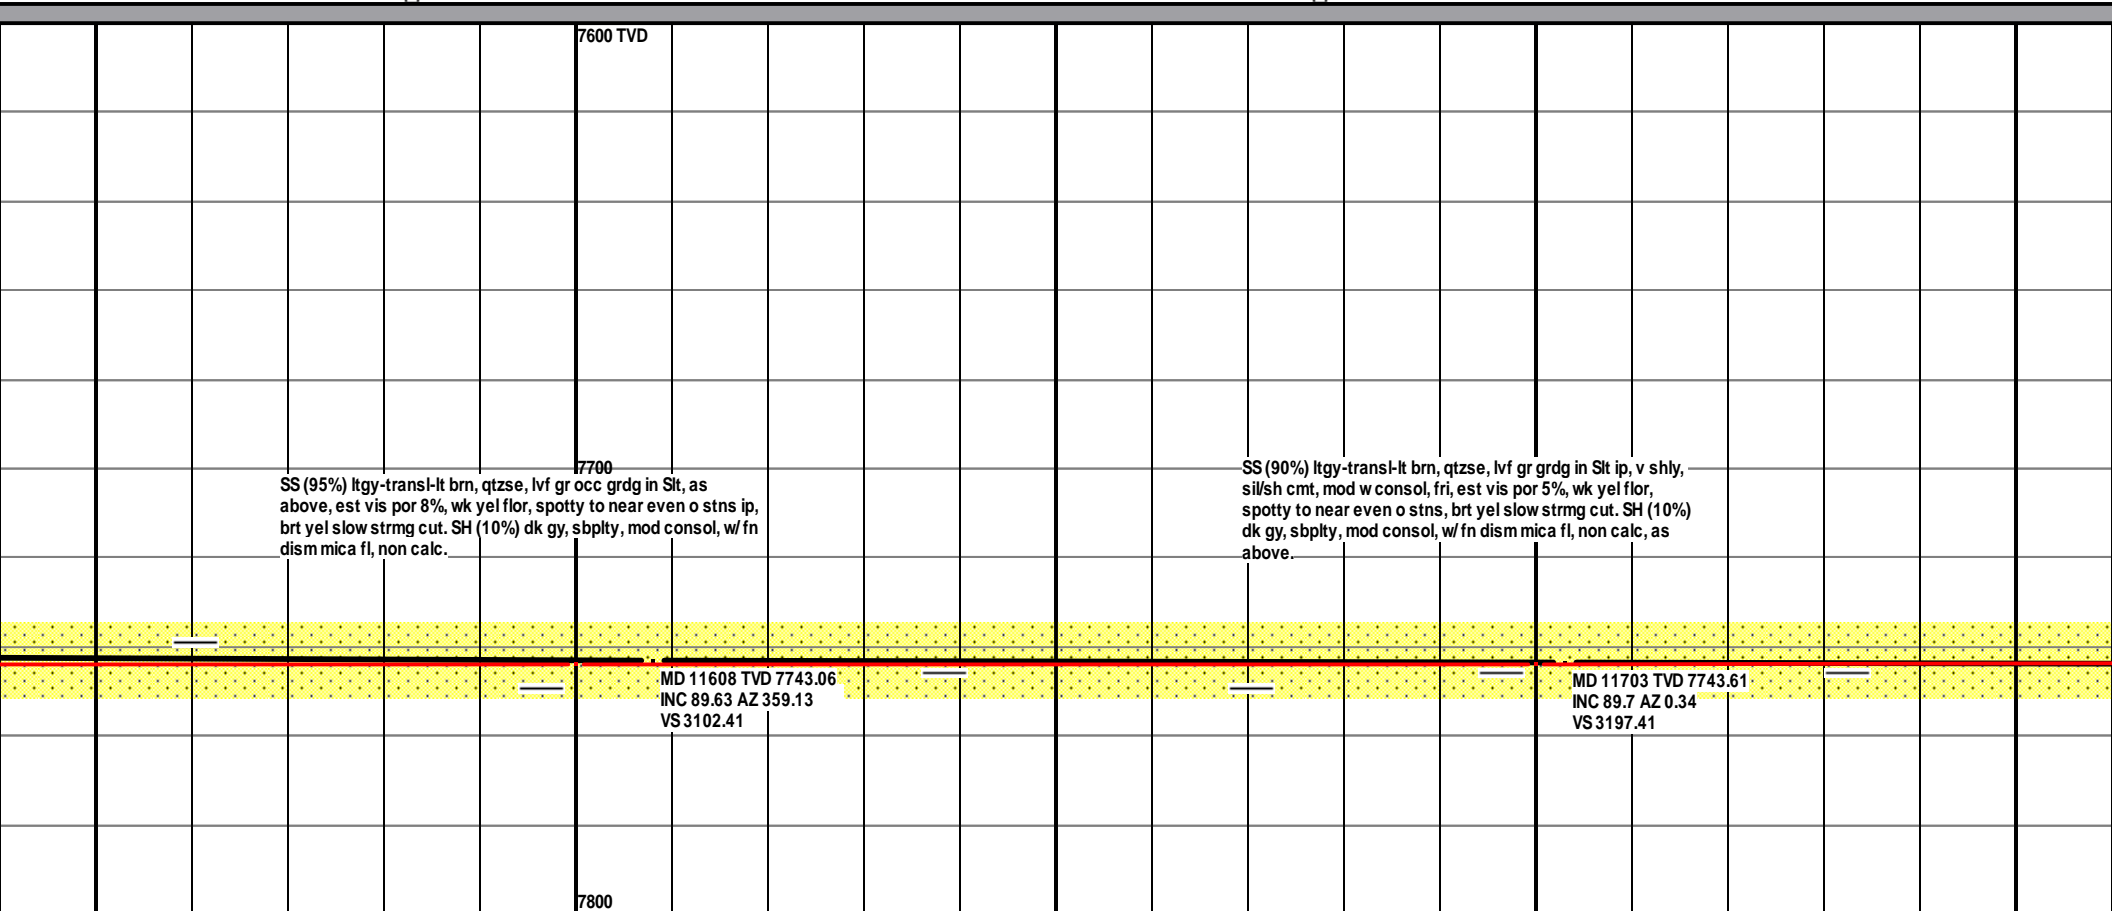 7600 TVD
7700
SS (95%) ltgy-transl-lt brn, qtzse, lvf gr occ grdg in Slt, as
above, est vis por 8%, wk yel flor, spotty to near even o stns ip,
brt yel slow strmg cut. SH (10%) dk gy, sbplty, mod consol, w/ fn
dism mica fl, non calc.
SS (90%) ltgy-transl-lt brn, qtzse, lvf gr grdg in Slt ip, v shly,
sil/sh cmt, mod w consol, fri, est vis por 5%, wk yel flor,
spotty to near even o stns, brt yel slow strmg cut. SH (10%)
dk gy, sbplty, mod consol, w/ fn dism mica fl, non calc, as
above.
MD 11608 TVD 7743.06
INC 89.63 AZ 359.13
VS 3102.41
MD 11703 TVD 7743.61
INC 89.7 AZ 0.34
VS 3197.41
7800